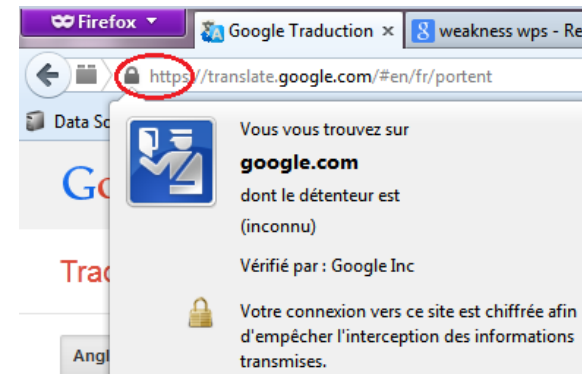 Firefox
Google Traduction ×
8 weakness wps - Re
https://translate.google.com/#en/fr/portent
Data Sc
Go
Vous vous trouvez sur
google.com
dont le détenteur est
(inconnu)
Trad
Vérifié par : Google Inc
Votre connexion vers ce site est chiffrée afin
d'empêcher l'interception des informations
transmises.
Angl